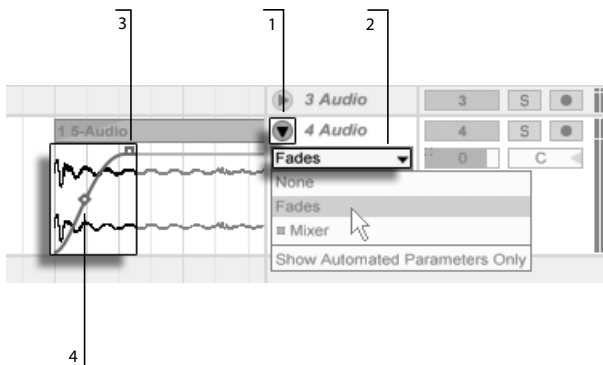 3 1 2
3 Audio 3 S
1 5-Audio 4 Audio 4 S
Fades 0 C
None
Fades
Mixer
Show Automated Parameters Only
4